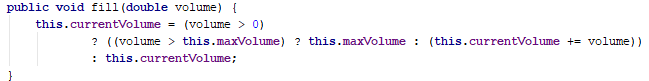 public void fill(double volume) {
    this.currentVolume = (volume > 0)
            ? ((volume > this.maxVolume) ? this.maxVolume : (this.currentVolume += volume))
            : this.currentVolume;
}